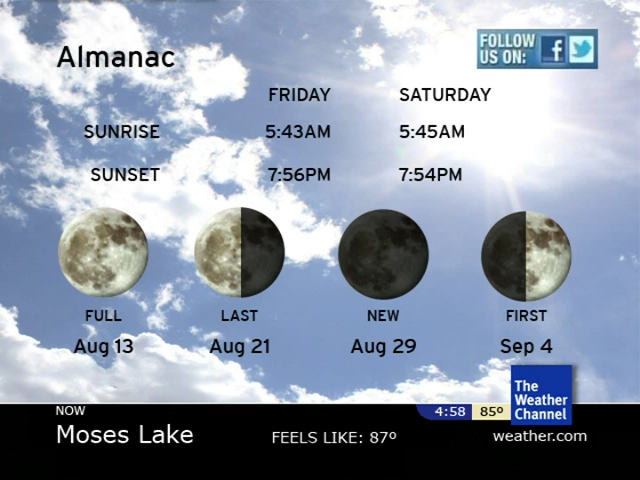 Almanac
FOLLOW
US ON:
FRIDAY SATURDAY
SUNRISE 5:43AM 5:45AM
SUNSET 7:56PM 7:54PM
FULL LAST NEW FIRST
Aug 13 Aug 21 Aug 29 Sep 4
NOW
Moses Lake
FEELS LIKE: 87º
4:58 85º
The
Weather
Channel
weather.com